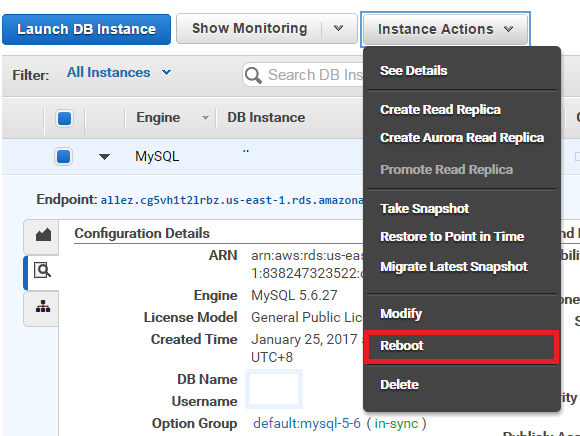 Launch DB Instance
Show Monitoring
Instance Actions
Filter: All Instances
Search DB Ins
See Details
Create Read Replica
Create Aurora Read Replica
Promote Read Replica
Take Snapshot
Restore to Point in Time
Migrate Latest Snapshot
Modify
Reboot
Delete
Engine
DB Instance
MySQL
Endpoint: allez.cg5vh1t2lrbz.us-east-1.rds.amazona
Configuration Details
ARN arn:aws:rds:us-eas
1:838247323522:
Engine MySQL 5.6.27
License Model General Public Lic
Created Time January 25, 2017
UTC+8
DB Name
Username
Option Group default:mysql-5-6 ( in-sync )